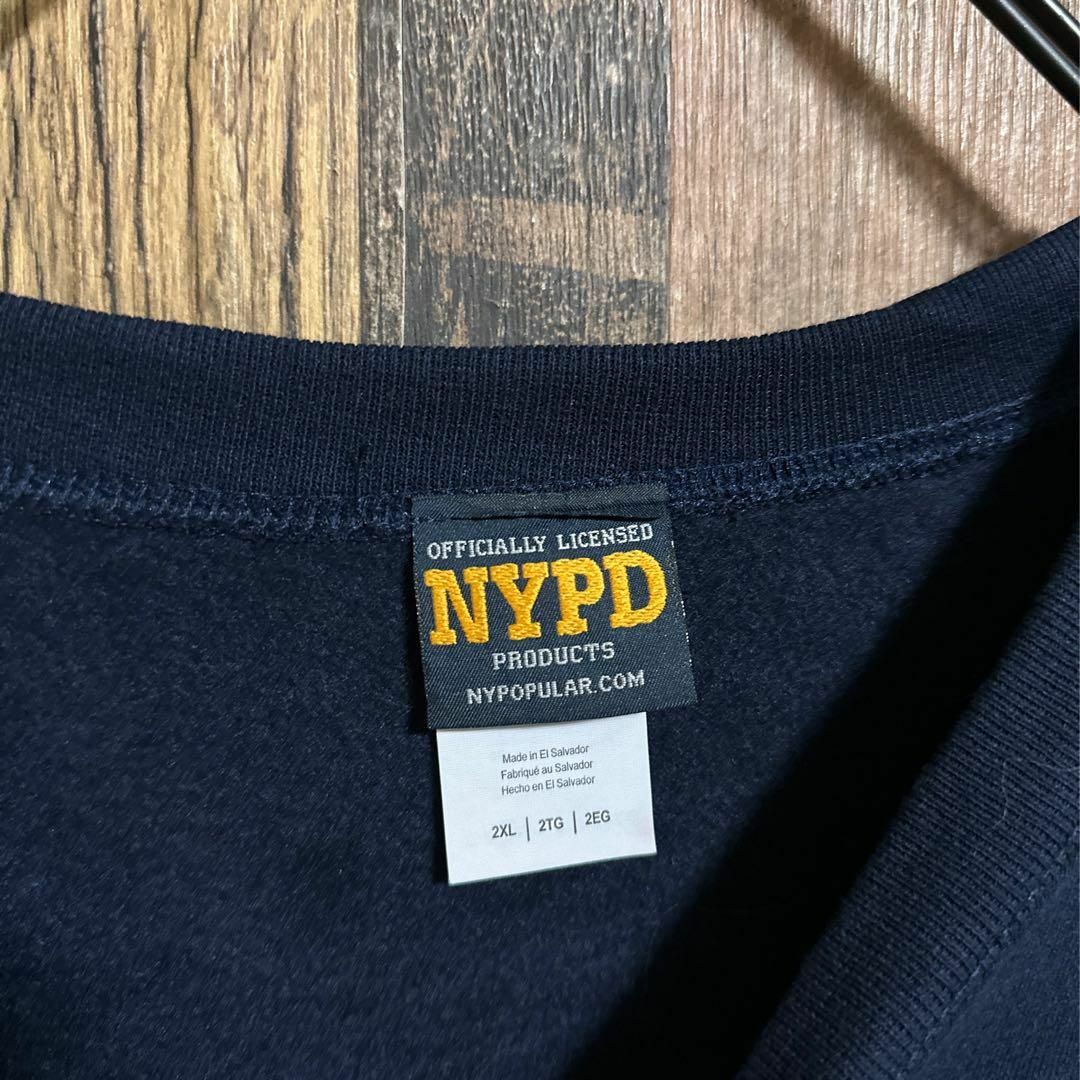 OFFICIALLY LICENSED
NYPD
PRODUCTS
NYPOPULAR.COM
Made in El Salvador
Fabriqué au Salvador
Hecho en El Salvador
2XL | 2TG | 2EG